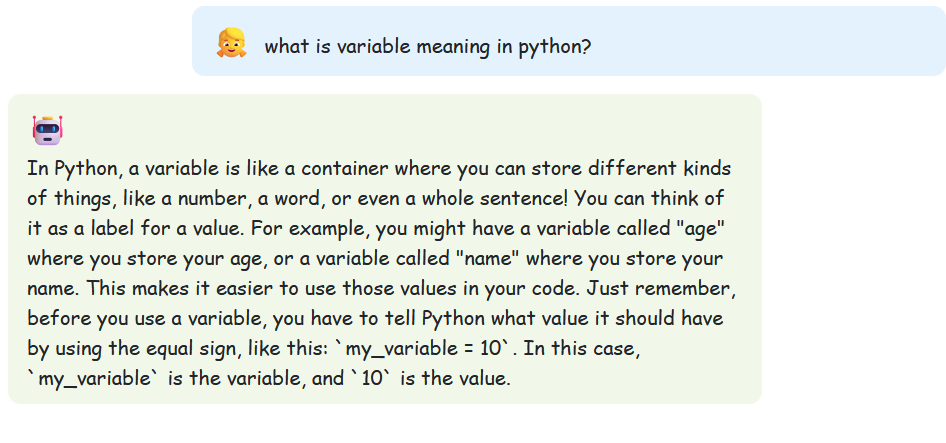 what is variable meaning in python?
In Python, a variable is like a container where you can store different kinds
of things, like a number, a word, or even a whole sentence! You can think of
it as a label for a value. For example, you might have a variable called "age"
where you store your age, or a variable called "name" where you store your
name. This makes it easier to use those values in your code. Just remember,
before you use a variable, you have to tell Python what value it should have
by using the equal sign, like this: `my_variable = 10`. In this case,
`my_variable` is the variable, and `10` is the value.